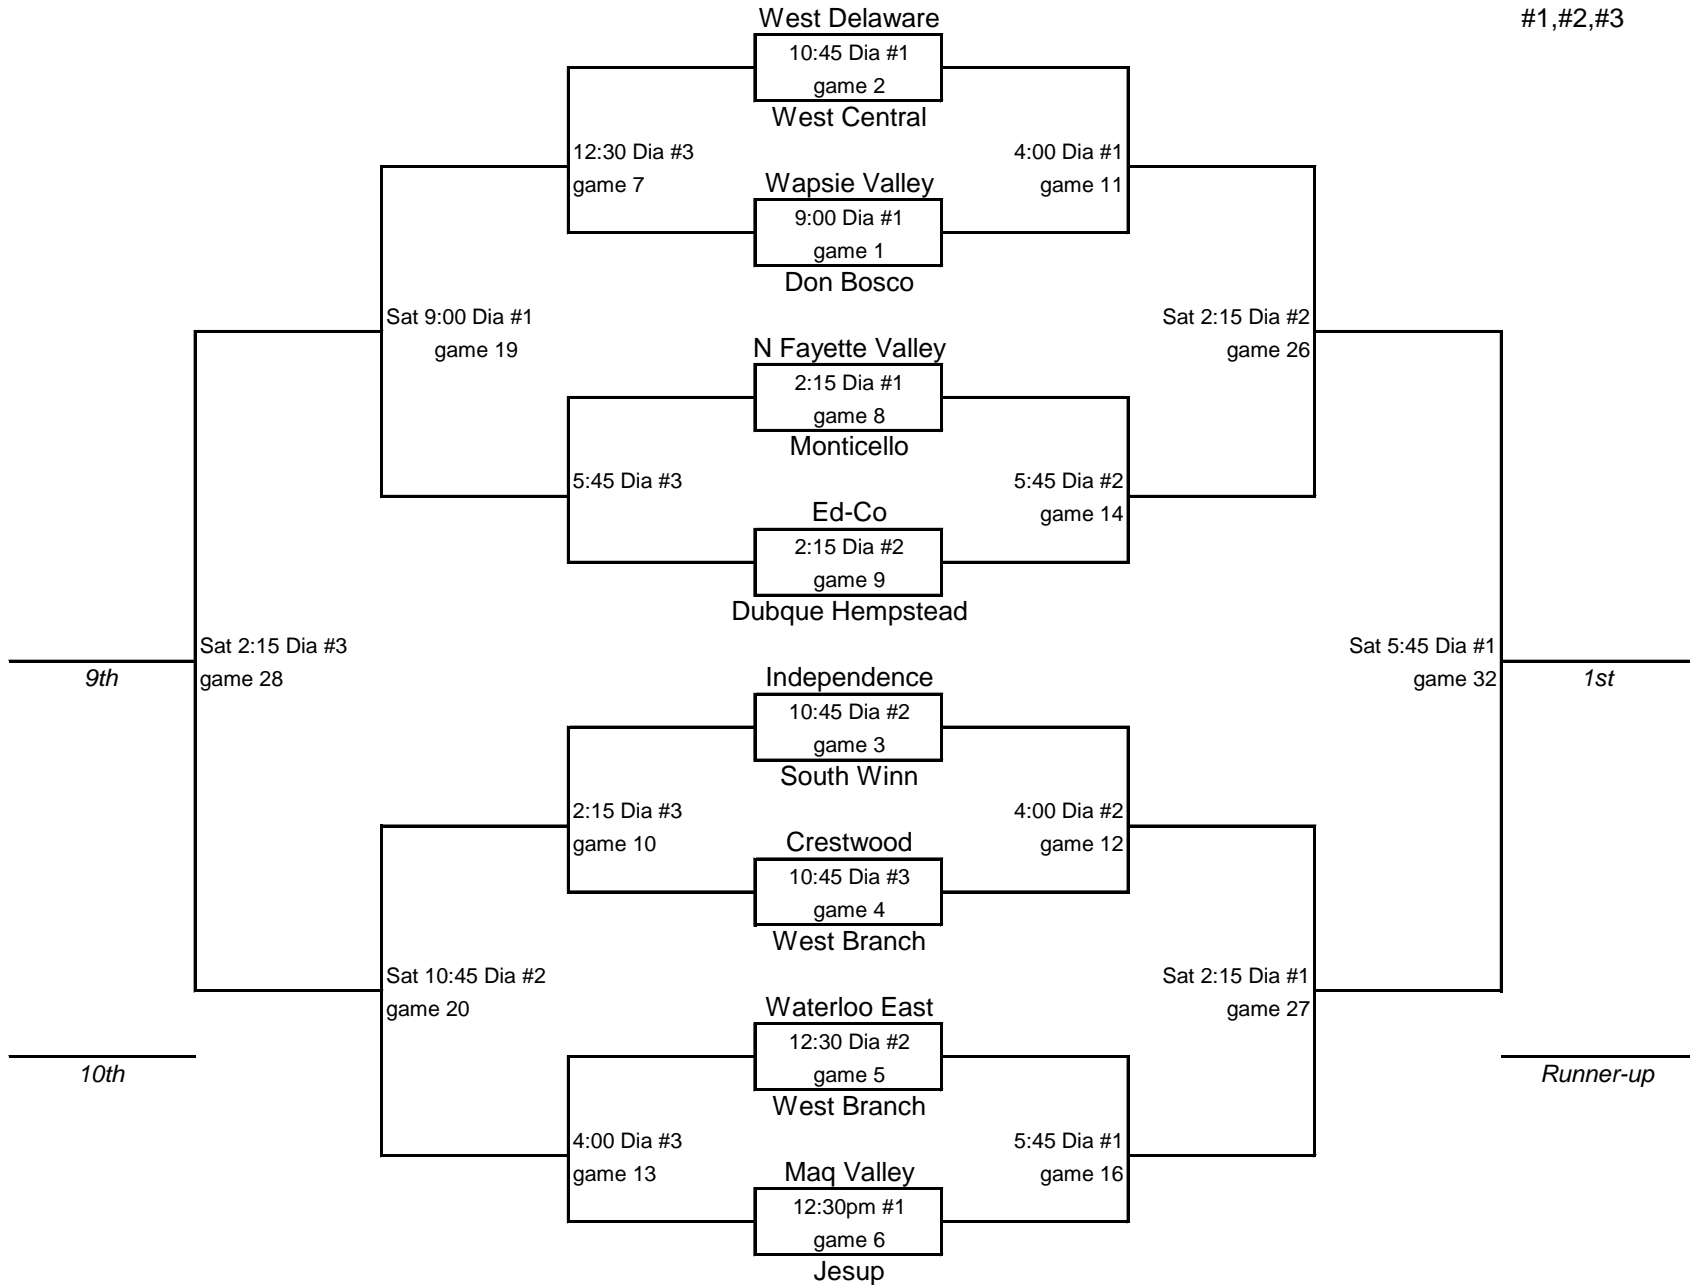 West Delaware
#1,#2,#3
10:45 Dia #1
game 2
West Central
12:30 Dia #3
game 7
4:00 Dia #1
game 11
Wapsie Valley
9:00 Dia #1
game 1
Don Bosco
Sat 9:00 Dia #1
game 19
Sat 2:15 Dia #2
game 26
N Fayette Valley
2:15 Dia #1
game 8
Monticello
5:45 Dia #3
5:45 Dia #2
game 14
Ed-Co
2:15 Dia #2
game 9
Dubque Hempstead
Sat 2:15 Dia #3
game 28
9th
Sat 5:45 Dia #1
game 32
1st
Independence
10:45 Dia #2
game 3
South Winn
2:15 Dia #3
game 10
4:00 Dia #2
game 12
Crestwood
10:45 Dia #3
game 4
West Branch
Sat 10:45 Dia #2
game 20
Sat 2:15 Dia #1
game 27
Waterloo East
12:30 Dia #2
game 5
West Branch
10th
Runner-up
4:00 Dia #3
game 13
5:45 Dia #1
game 16
Maq Valley
12:30pm #1
game 6
Jesup